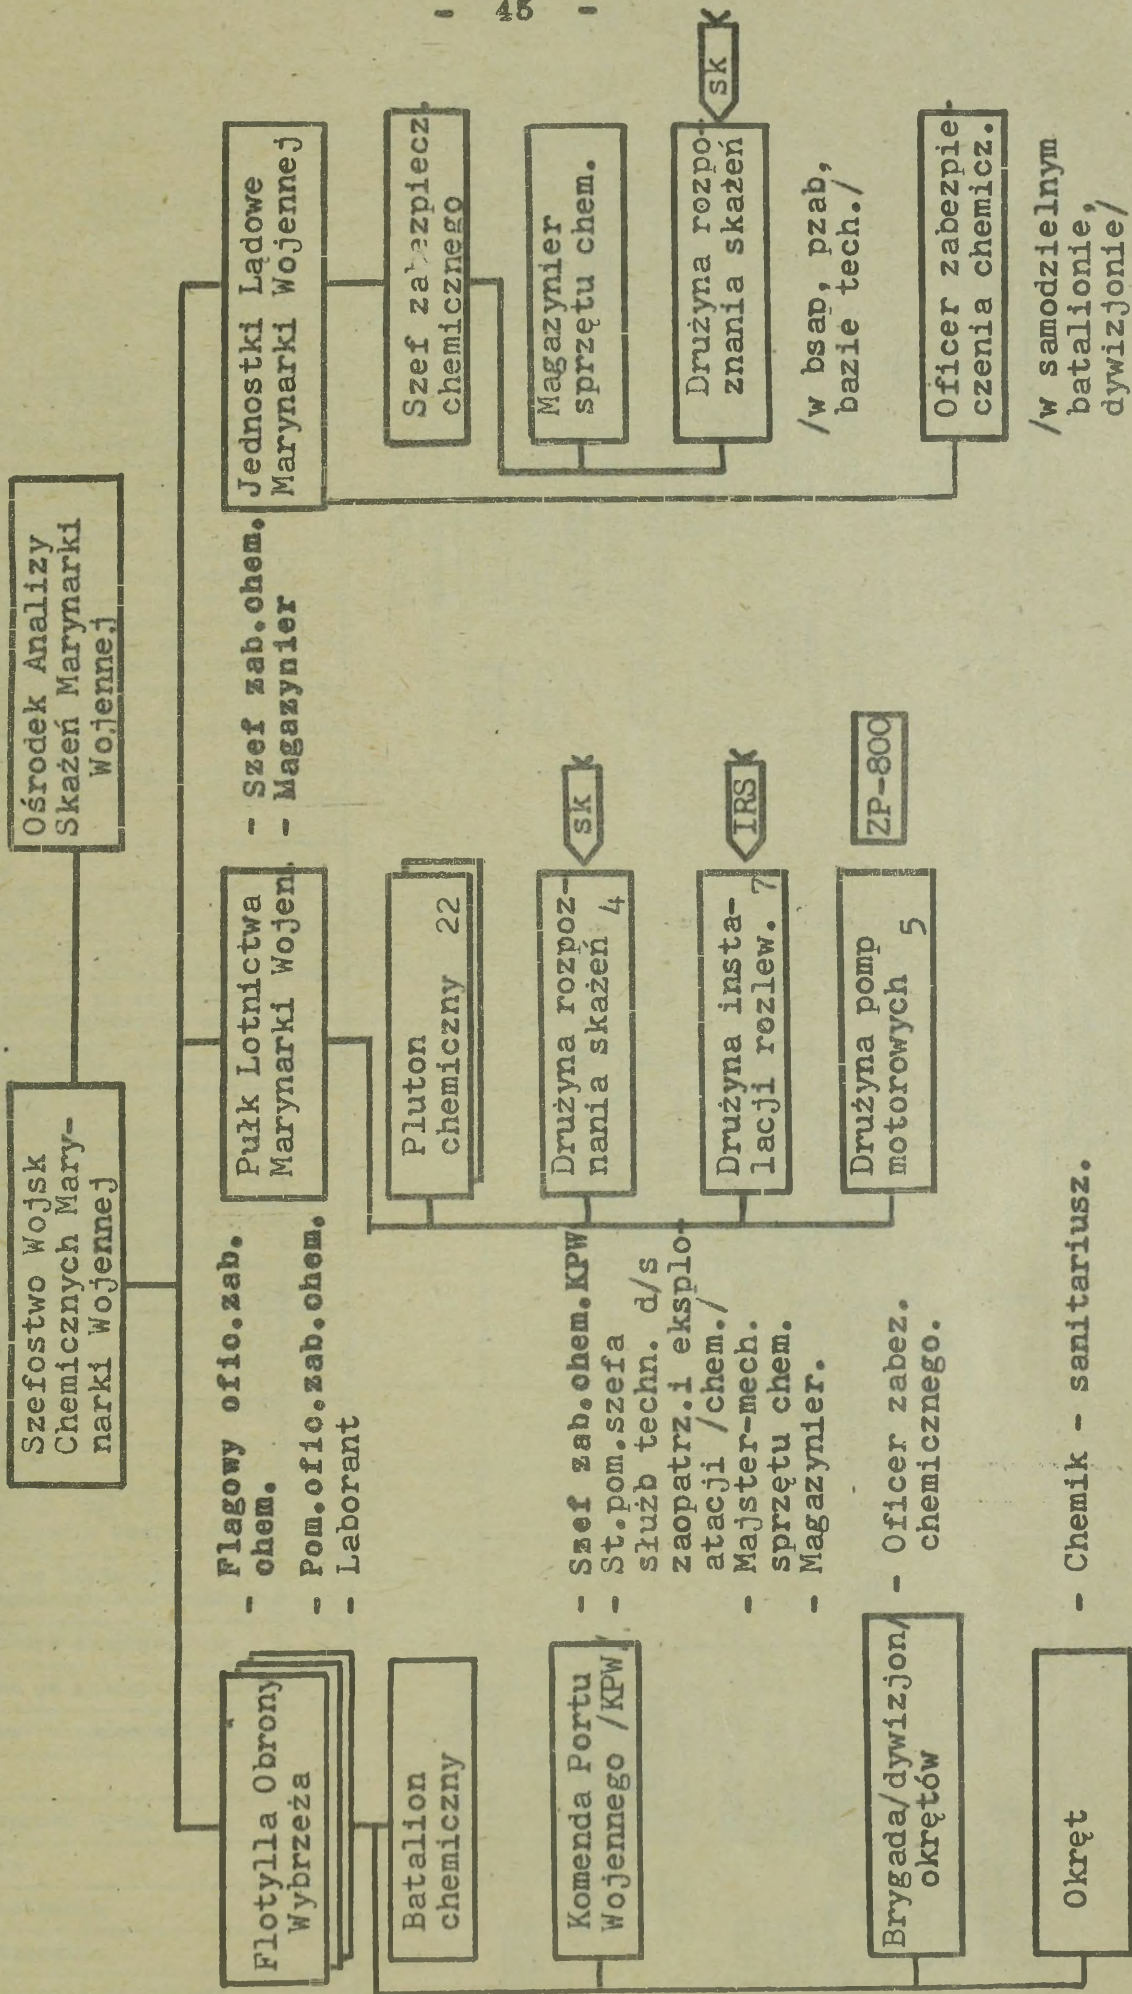 - 45 -
Szefostwo Wojsk
Chemicznych Mary-
narki Wojennej
Ośrodek Analizy
Skażeń Marynarki
Wojennej
Flotylla Obrony
Wybrzeża
- Flagowy ofic.zab.
chem.
- Pom.ofic.zab.chem.
- Laborant
Batalion
chemiczny
Komenda Portu
Wojennego /KPW/
- Szef zab.chem.KPW
- St.pom.szefa
służb techn. d/s
zaopatrz.i eksplo-
atacji /chem./
- Majster-mech.
sprzętu chem.
- Magazynier.
Brygada/dywizjon/
okrętów
- Oficer zabez.
chemicznego.
Okręt
- Chemik - sanitariusz.
Pułk Lotnictwa
Marynarki Wojen.
- Szef zab.chem.
- Magazynier
Pluton
chemiczny 22
Drużyna rozpoz-
nania skażeń 4
sk
Drużyna insta-
lacji rozlew. 7
IRS
Drużyna pomp
motorowych 5
ZP-800
Jednostki Lądowe
Marynarki Wojennej
Szef zabezpiecz.
chemicznego
Magazynier
sprzętu chem.
Drużyna rozpo-
znania skażeń
sk
/w bsap, pzab,
bazie tech./
Oficer zabezpie-
czenia chemicz.
/w samodzielnym
batalionie,
dywizjonie/